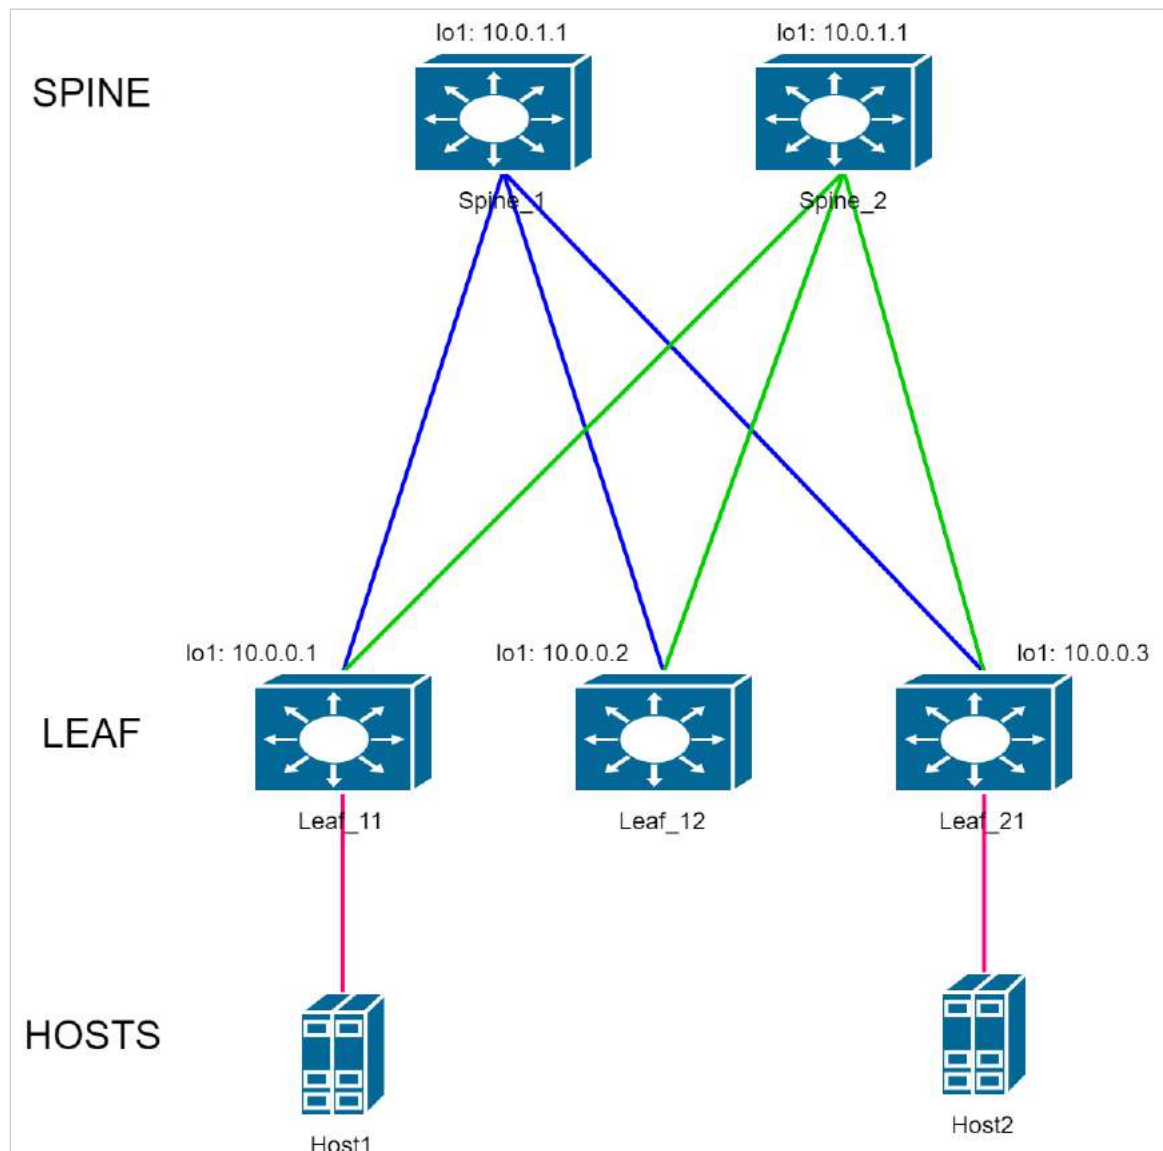 lo1: 10.0.1.1
lo1: 10.0.1.1
SPINE
Spine_1
Spine_2
lo1: 10.0.0.1
lo1: 10.0.0.2
lo1: 10.0.0.3
LEAF
Leaf_11
Leaf_12
Leaf_21
HOSTS
Host1
Host2